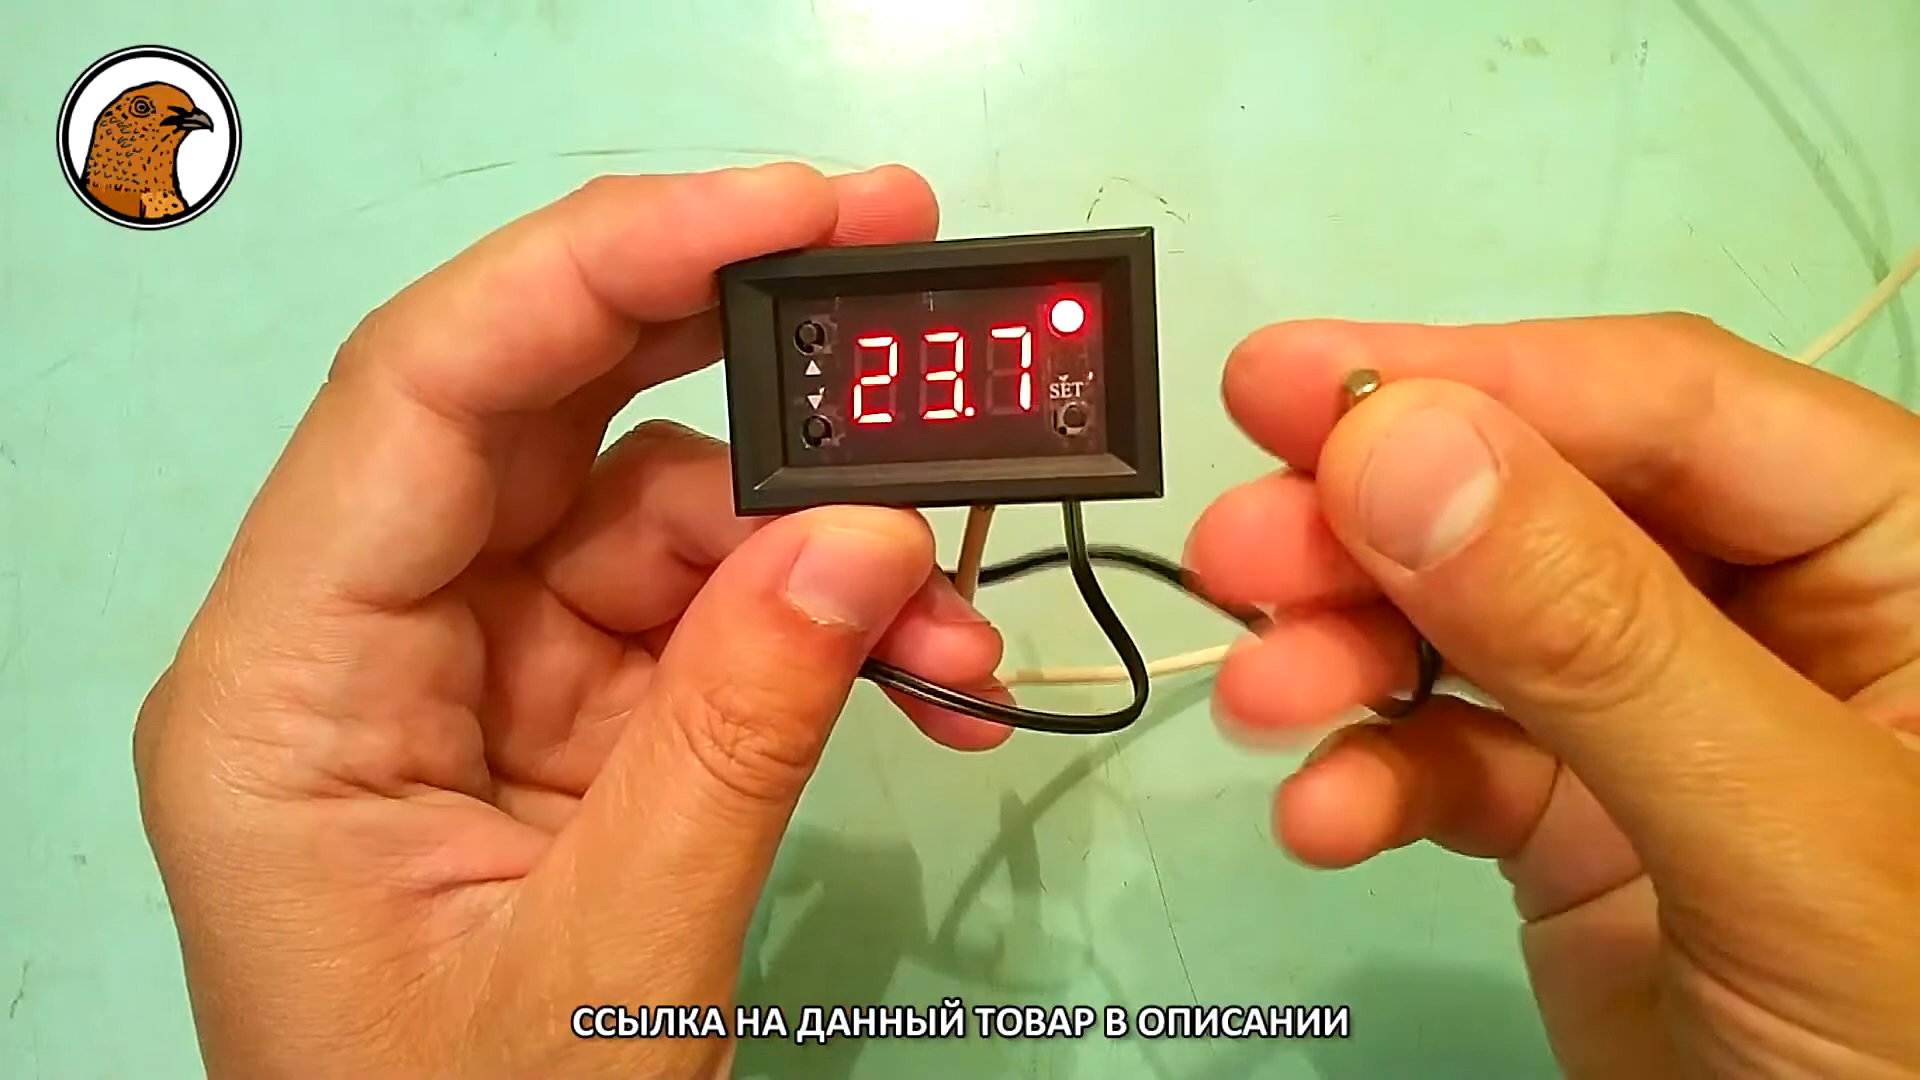 23.7
SET
ССЫЛКА НА ДАННЫЙ ТОВАР В ОПИСАНИИ